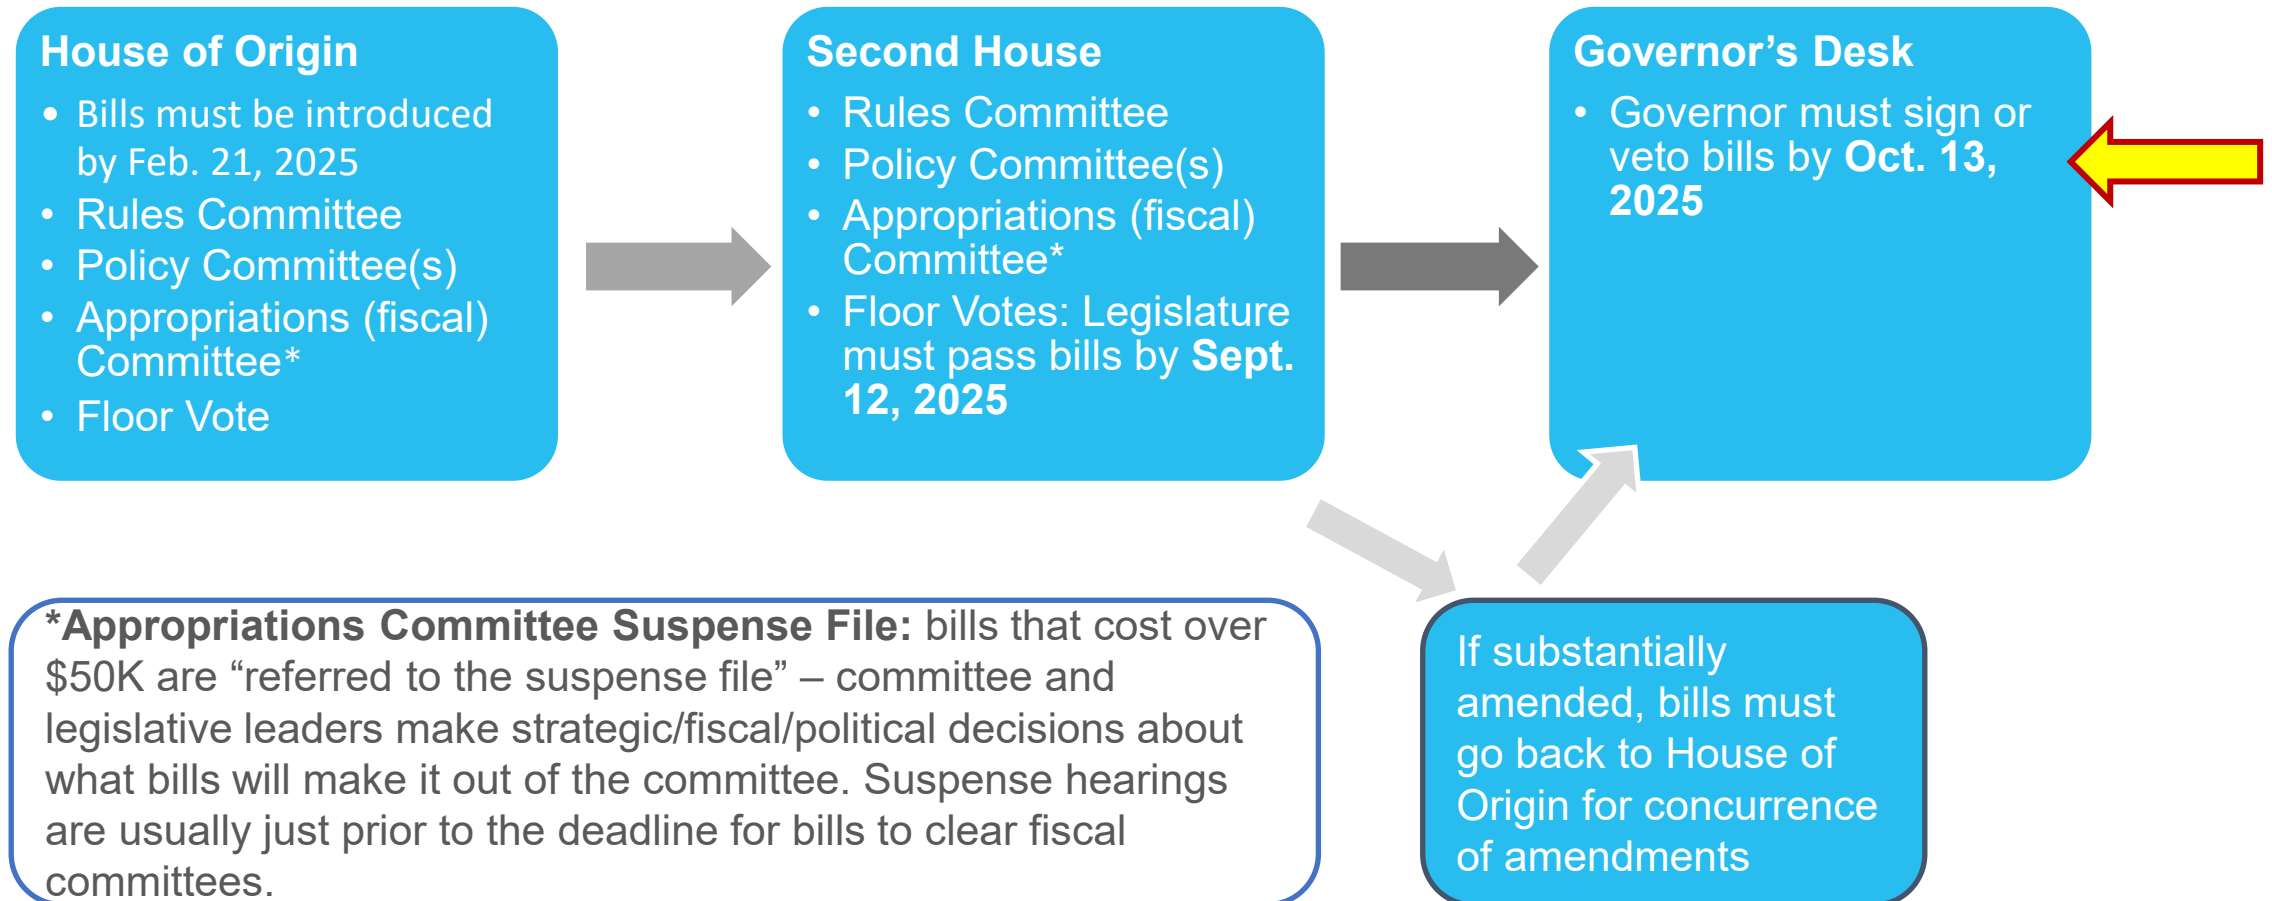 House of Origin
• Bills must be introduced
by Feb. 21, 2025
• Rules Committee
• Policy Committee(s)
• Appropriations (fiscal)
Committee*
• Floor Vote
Second House
• Rules Committee
• Policy Committee(s)
• Appropriations (fiscal)
Committee*
• Floor Votes: Legislature
must pass bills by Sept.
12, 2025
Governor’s Desk
• Governor must sign or
veto bills by Oct. 13,
2025
*Appropriations Committee Suspense File: bills that cost over
$50K are “referred to the suspense file” – committee and
legislative leaders make strategic/fiscal/political decisions about
what bills will make it out of the committee. Suspense hearings
are usually just prior to the deadline for bills to clear fiscal
committees.
If substantially
amended, bills must
go back to House of
Origin for concurrence
of amendments